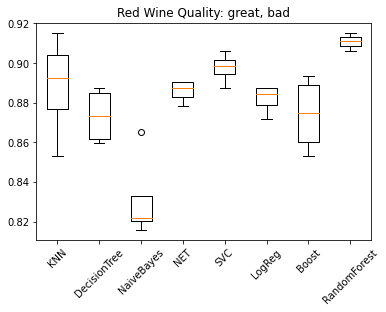 Red Wine Quality: great, bad
0.92
0.90
0.88
0.86
0.84
0.82
KNN
DecisionTree
NaiveBayes
NET
SVC
LogReg
Boost
RandomForest